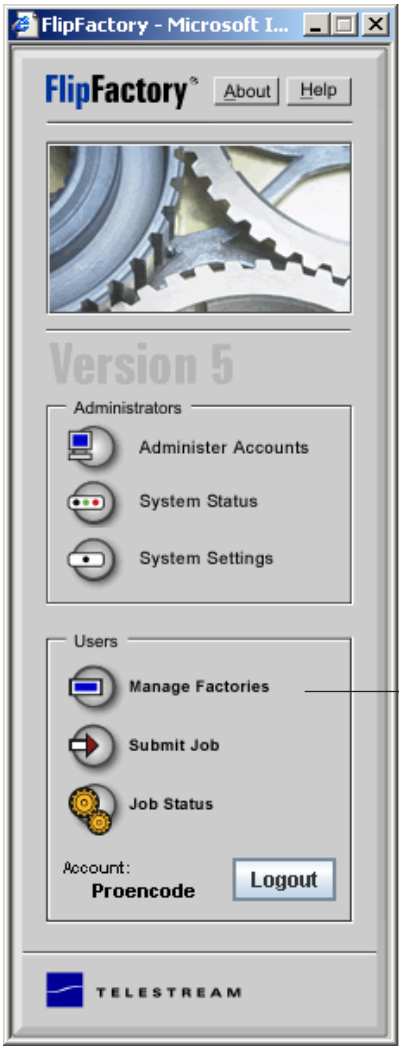 FlipFactory - Microsoft I...
FlipFactory® About Help
Version 5
Administrators
Administer Accounts
System Status
System Settings
Users
Manage Factories
Submit Job
Job Status
Account:
Proencode
Logout
TELESTREAM